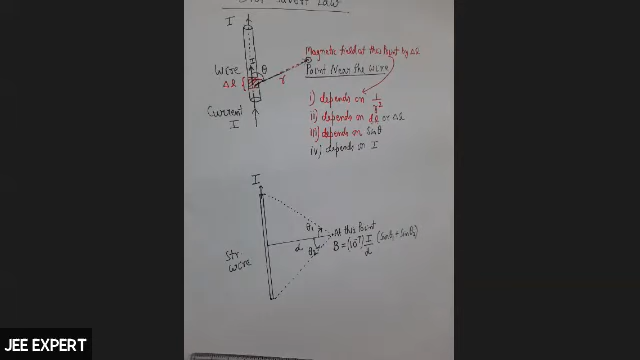 Biot Savart Law
I
I
θ
Magnetic field at this Point by Δl
Wire
Δl
r
Point Near the wire
Current
I
i) depends on 1/r²
ii) depends on dl or Δl
iii) depends on Sinθ
iv) depends on I
I
θ₁
At this Point
B = (10⁻⁷) I/d (Sinθ₁ + Sinθ₂)
d
θ₂
Str
wire
JEE EXPERT